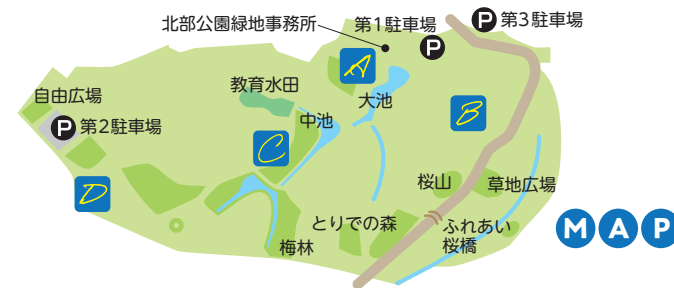 北部公園緑地事務所
第1駐車場
P
P 第3駐車場
A
教育水田
大池
自由広場
中池
B
P 第2駐車場
C
D
桜山
草地広場
とりでの森
ふれあい
桜橋
梅林
MAP